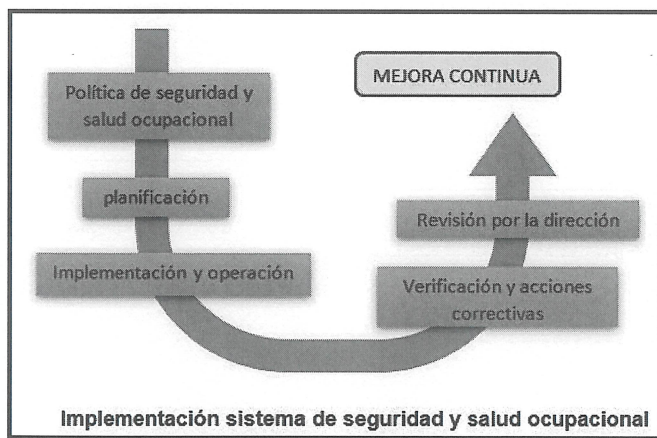 Política de seguridad y
salud ocupacional
planificación
Implementación y operación
MEJORA CONTINUA
Revisión por la dirección
Verificación y acciones
correctivas
Implementación sistema de seguridad y salud ocupacional